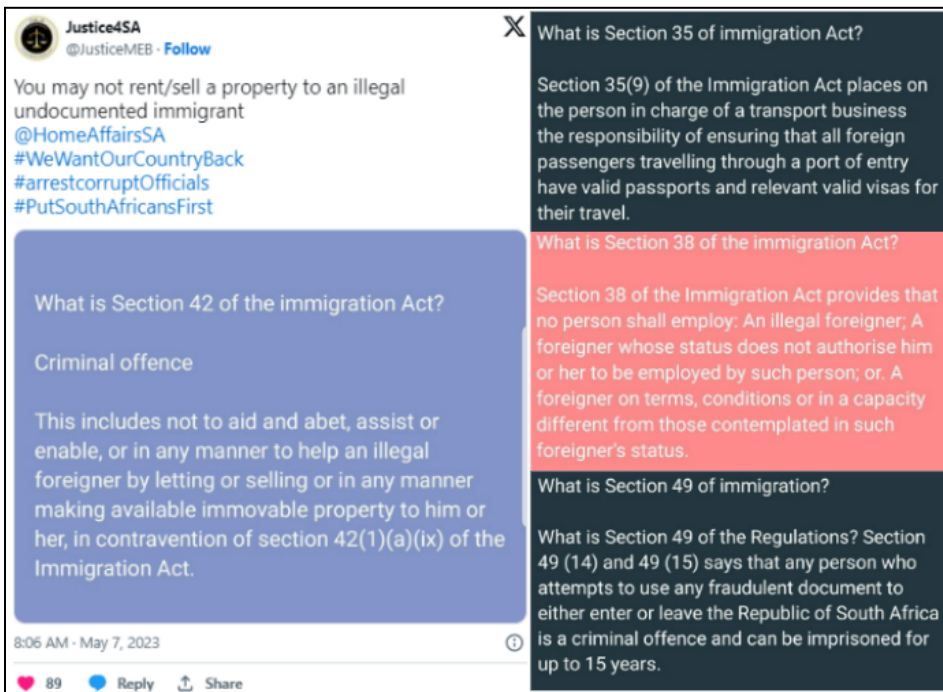 Justice4SA
@JusticeMEB · Follow
You may not rent/sell a property to an illegal
undocumented immigrant
@HomeAffairsSA
#WeWantOurCountryBack
#arrestcorruptOfficials
#PutSouthAfricansFirst
What is Section 42 of the immigration Act?
Criminal offence
This includes not to aid and abet, assist or
enable, or in any manner to help an illegal
foreigner by letting or selling or in any manner
making available immovable property to him or
her, in contravention of section 42(1)(a)(ix) of the
Immigration Act.
8:06 AM · May 7, 2023
89 Reply Share
What is Section 35 of immigration Act?
Section 35(9) of the Immigration Act places on
the person in charge of a transport business
the responsibility of ensuring that all foreign
passengers travelling through a port of entry
have valid passports and relevant valid visas for
their travel.
What is Section 38 of the immigration Act?
Section 38 of the Immigration Act provides that
no person shall employ: An illegal foreigner; A
foreigner whose status does not authorise him
or her to be employed by such person; or. A
foreigner on terms, conditions or in a capacity
different from those contemplated in such
foreigner's status.
What is Section 49 of immigration?
What is Section 49 of the Regulations? Section
49 (14) and 49 (15) says that any person who
attempts to use any fraudulent document to
either enter or leave the Republic of South Africa
is a criminal offence and can be imprisoned for
up to 15 years.